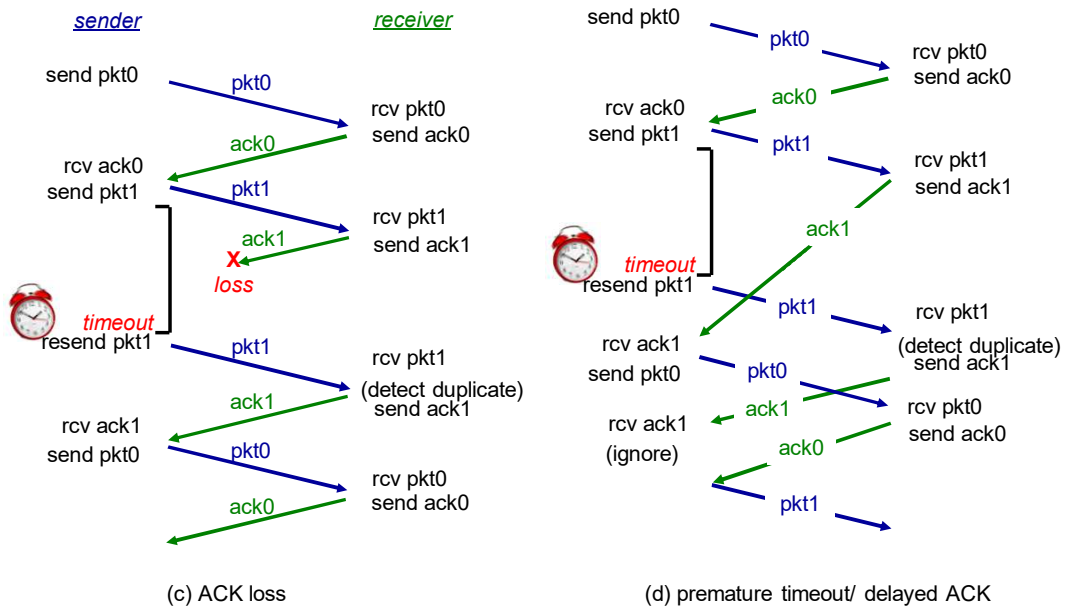 sender
receiver
send pkt0
pkt0
rcv pkt0
send ack0
ack0
rcv ack0
send pkt1
pkt1
rcv pkt1
send ack1
ack1
X
loss
timeout
resend pkt1
pkt1
rcv pkt1
(detect duplicate)
send ack1
ack1
rcv ack1
send pkt0
pkt0
rcv pkt0
send ack0
ack0
(c) ACK loss
send pkt0
pkt0
rcv pkt0
send ack0
ack0
rcv ack0
send pkt1
pkt1
rcv pkt1
send ack1
ack1
timeout
resend pkt1
pkt1
rcv pkt1
(detect duplicate)
send ack1
rcv ack1
send pkt0
pkt0
ack1
rcv pkt0
send ack0
rcv ack1
(ignore)
ack0
pkt1
(d) premature timeout/ delayed ACK